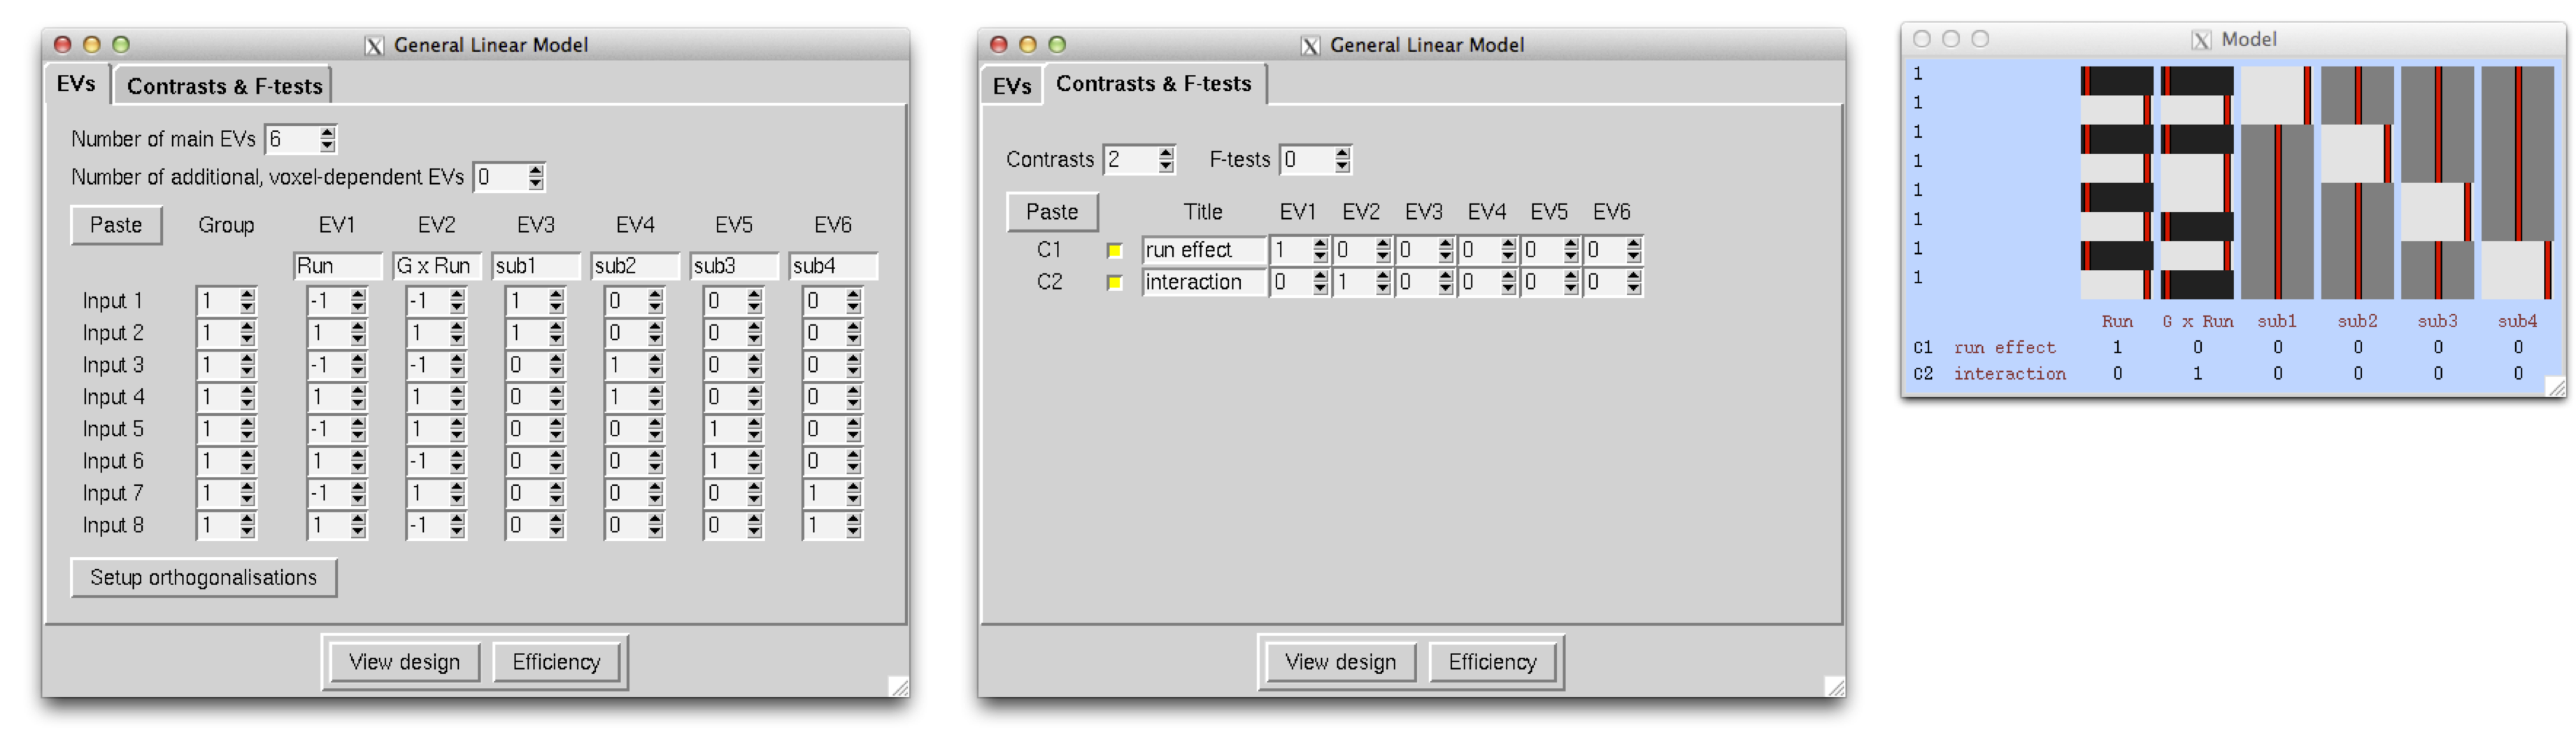 X General Linear Model
EVs Contrasts & F-tests
Number of main EVs 6
Number of additional, voxel-dependent EVs 0
Paste Group EV1 EV2 EV3 EV4 EV5 EV6
Run G x Run sub1 sub2 sub3 sub4
Input 1 1 -1 -1 1 0 0 0
Input 2 1 1 1 1 0 0 0
Input 3 1 -1 -1 0 1 0 0
Input 4 1 1 1 0 1 0 0
Input 5 1 -1 1 0 0 1 0
Input 6 1 1 -1 0 0 1 0
Input 7 1 -1 1 0 0 0 1
Input 8 1 1 -1 0 0 0 1
Setup orthogonalisations
View design Efficiency
X General Linear Model
EVs Contrasts & F-tests
Contrasts 2 F-tests 0
Paste Title EV1 EV2 EV3 EV4 EV5 EV6
C1 run effect 1 0 0 0 0 0
C2 interaction 0 1 0 0 0 0
View design Efficiency
X Model
1
1
1
1
1
1
1
1
Run G x Run sub1 sub2 sub3 sub4
C1 run effect 1 0 0 0 0 0
C2 interaction 0 1 0 0 0 0